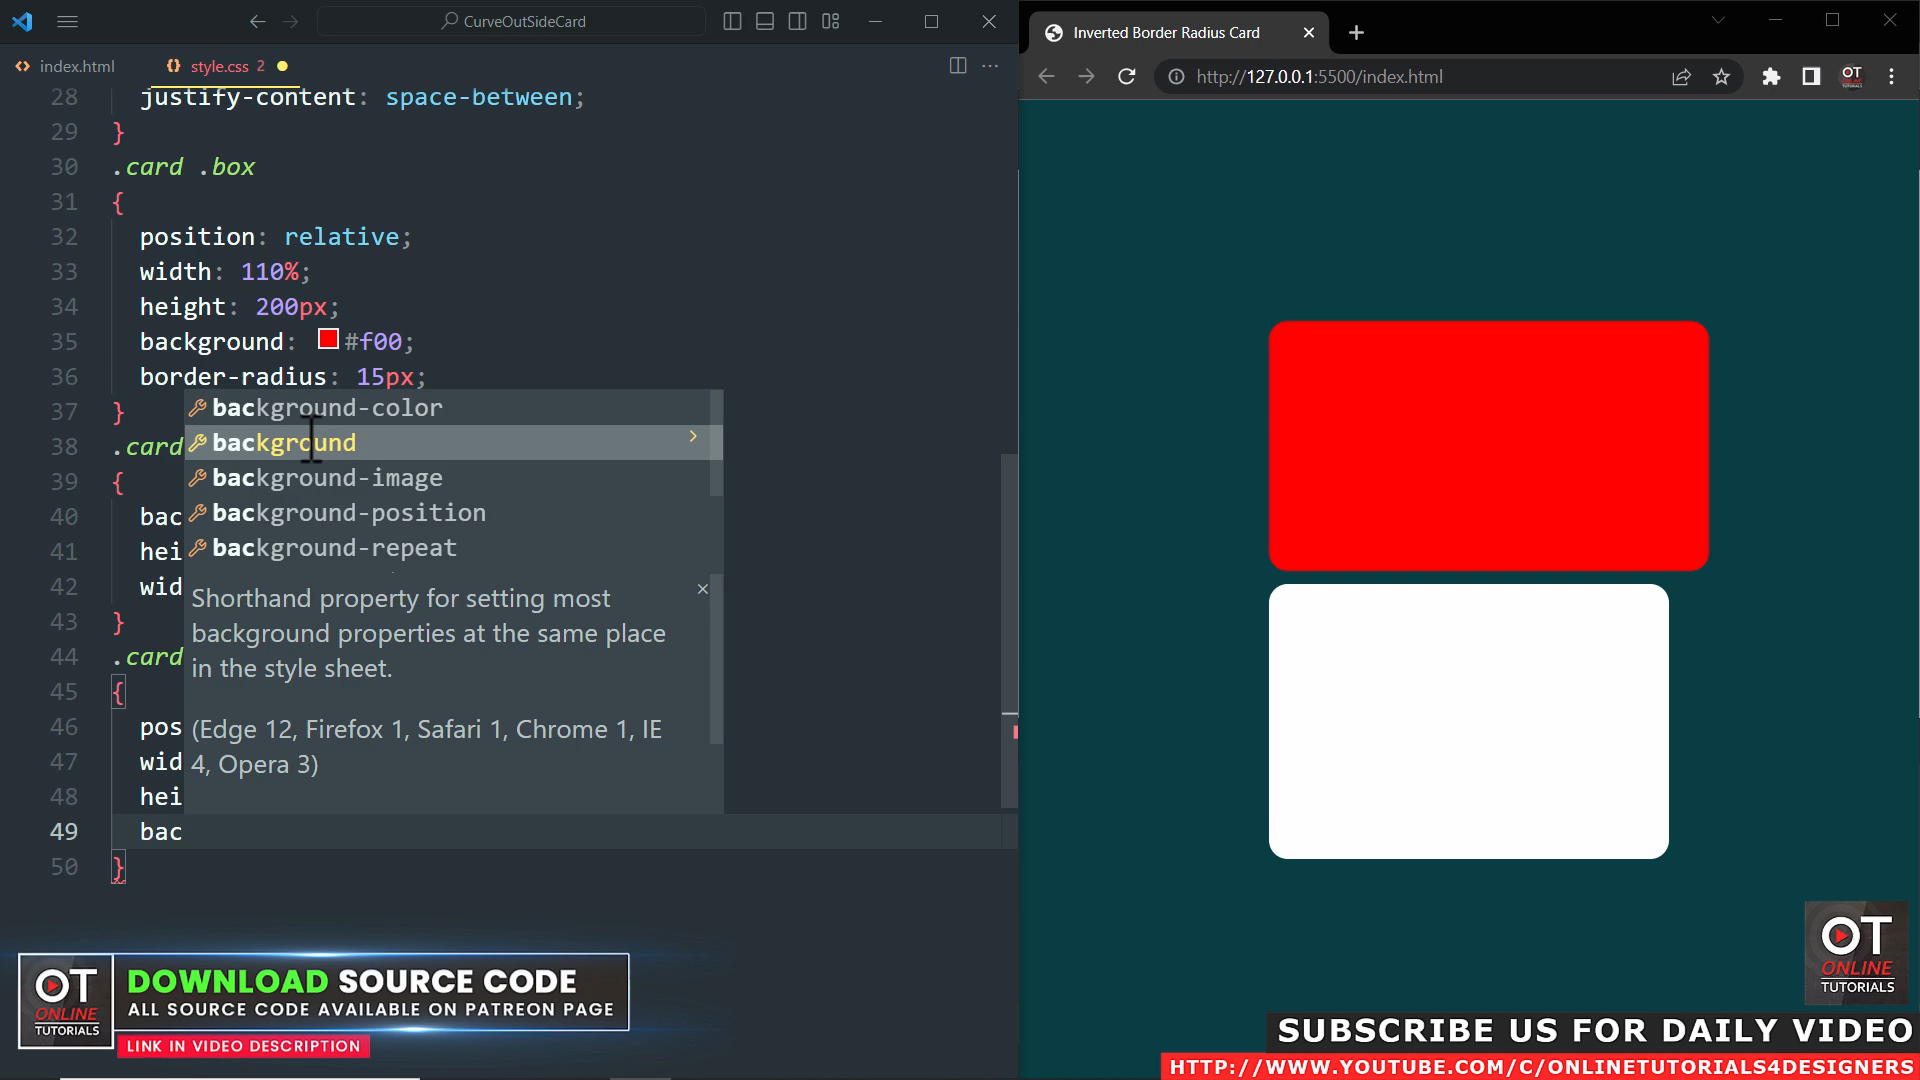 CurveOutSideCard
index.html
style.css 2
28 justify-content: space-between;
29 }
30 .card .box
31 {
32 position: relative;
33 width: 110%;
34 height: 200px;
35 background: #f00;
36 border-radius: 15px;
37 }
38 .card
39 {
40 bac
41 hei
42 wid
43 }
44 .card
45 {
46 pos
47 wid
48 hei
49 bac
50 }
background-color
background
background-image
background-position
background-repeat
Shorthand property for setting most
background properties at the same place
in the style sheet.
(Edge 12, Firefox 1, Safari 1, Chrome 1, IE
4, Opera 3)
OT
ONLINE
TUTORIALS
DOWNLOAD SOURCE CODE
ALL SOURCE CODE AVAILABLE ON PATREON PAGE
LINK IN VIDEO DESCRIPTION
Inverted Border Radius Card
http://127.0.0.1:5500/index.html
OT
OT
ONLINE
TUTORIALS
SUBSCRIBE US FOR DAILY VIDEO
HTTP://WWW.YOUTUBE.COM/C/ONLINETUTORIALS4DESIGNERS